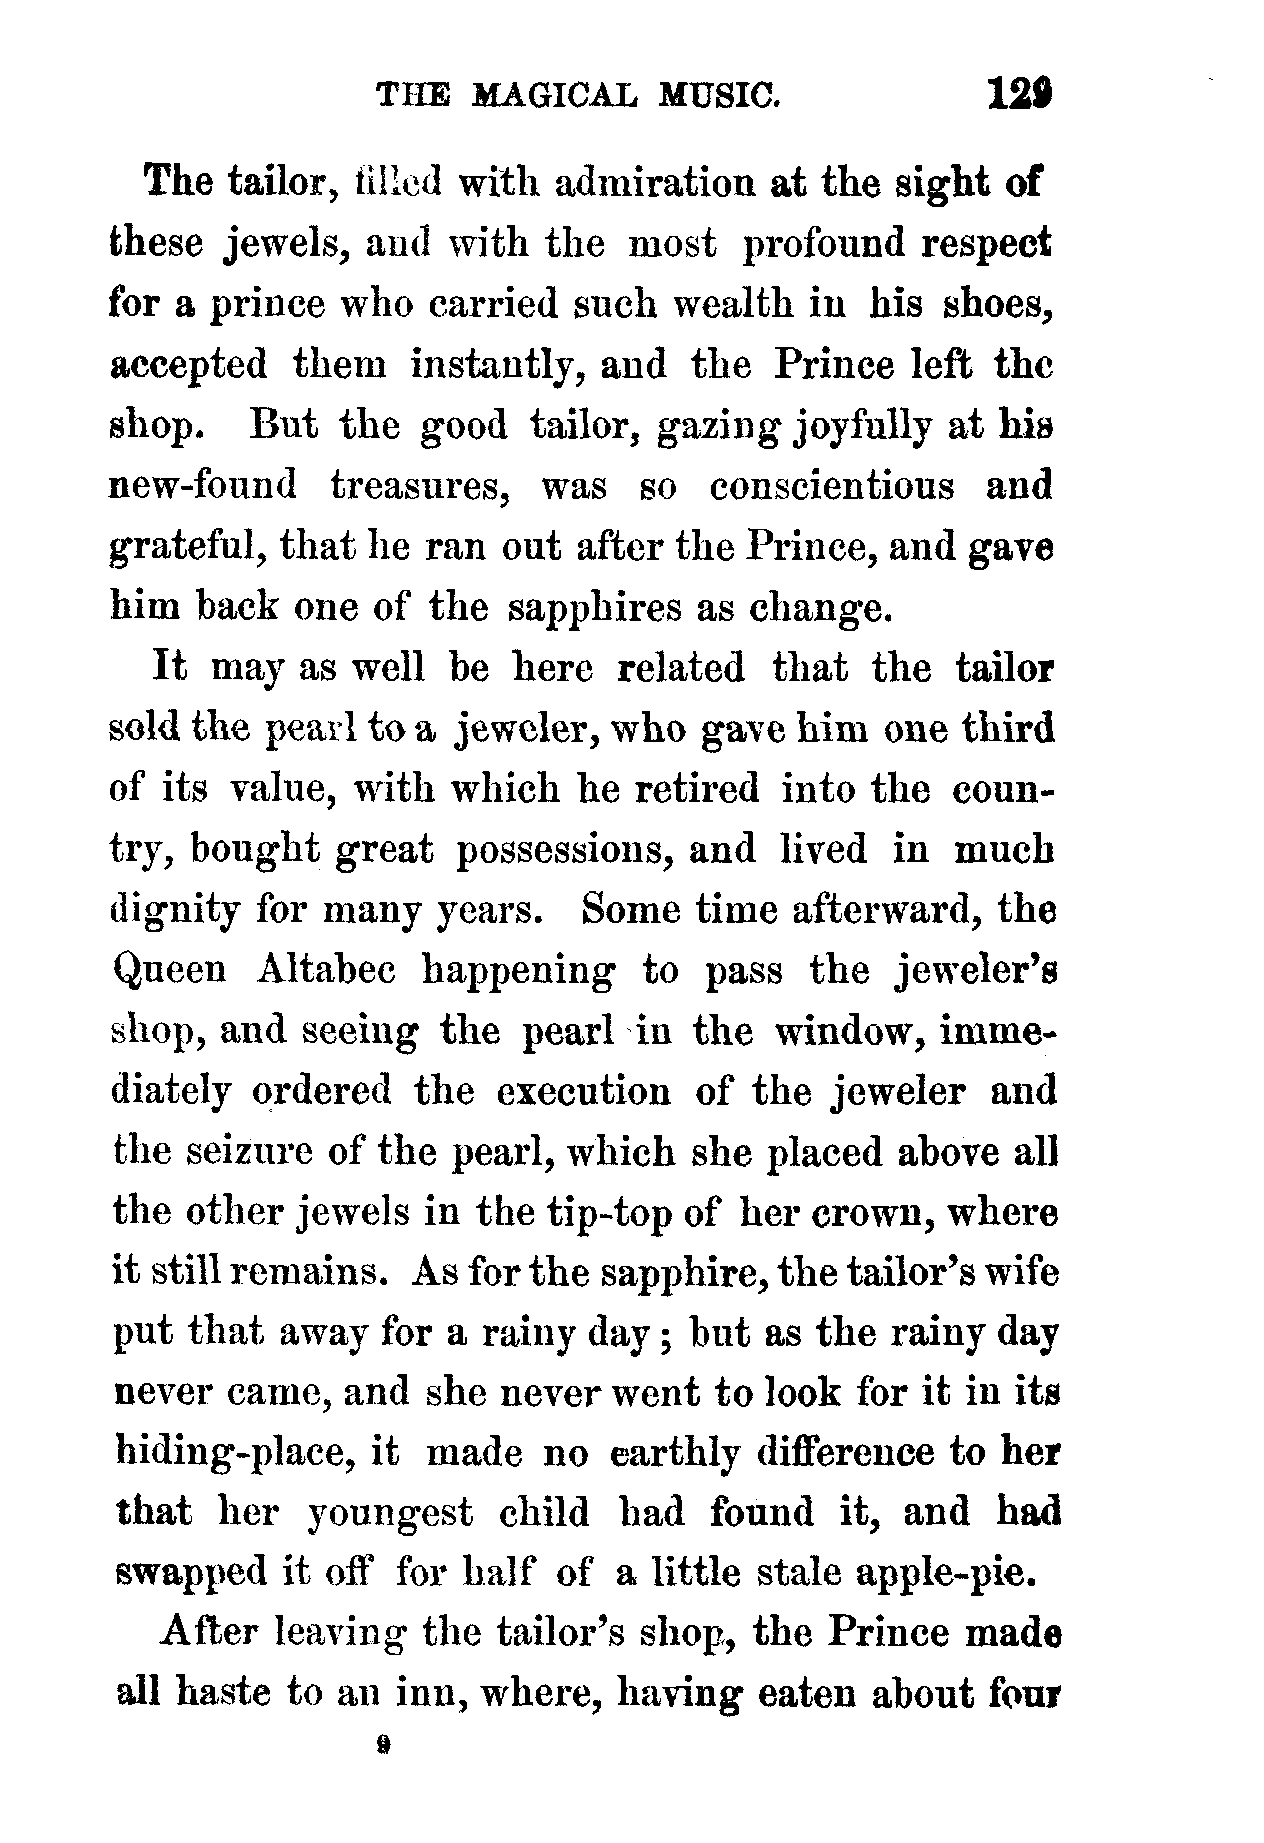 THE MAGICAL MUSIC. 129
The tailor, filled with admiration at the sight of
these jewels, and with the most profound respect
for a prince who carried such wealth in his shoes,
accepted them instantly, and the Prince left the
shop. But the good tailor, gazing joyfully at his
new-found treasures, was so conscientious and
grateful, that he ran out after the Prince, and gave
him back one of the sapphires as change.
It may as well be here related that the tailor
sold the pearl to a jeweler, who gave him one third
of its value, with which he retired into the coun-
try, bought great possessions, and lived in much
dignity for many years. Some time afterward, the
Queen Altabec happening to pass the jeweler's
shop, and seeing the pearl in the window, imme-
diately ordered the execution of the jeweler and
the seizure of the pearl, which she placed above all
the other jewels in the tip-top of her crown, where
it still remains. As for the sapphire, the tailor's wife
put that away for a rainy day; but as the rainy day
never came, and she never went to look for it in its
hiding-place, it made no earthly difference to her
that her youngest child had found it, and had
swapped it off for half of a little stale apple-pie.
After leaving the tailor's shop, the Prince made
all haste to an inn, where, having eaten about four
9